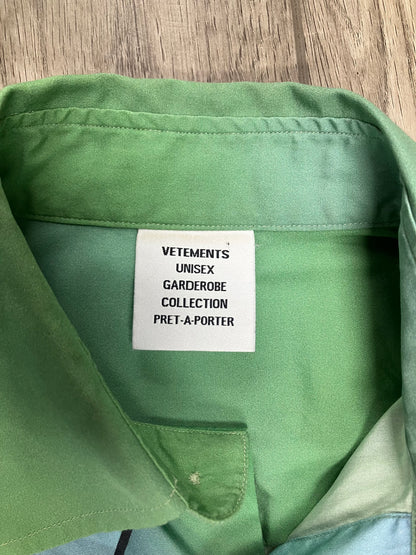 VETEMENTS
UNISEX
GARDEROBE
COLLECTION
PRET-A-PORTER